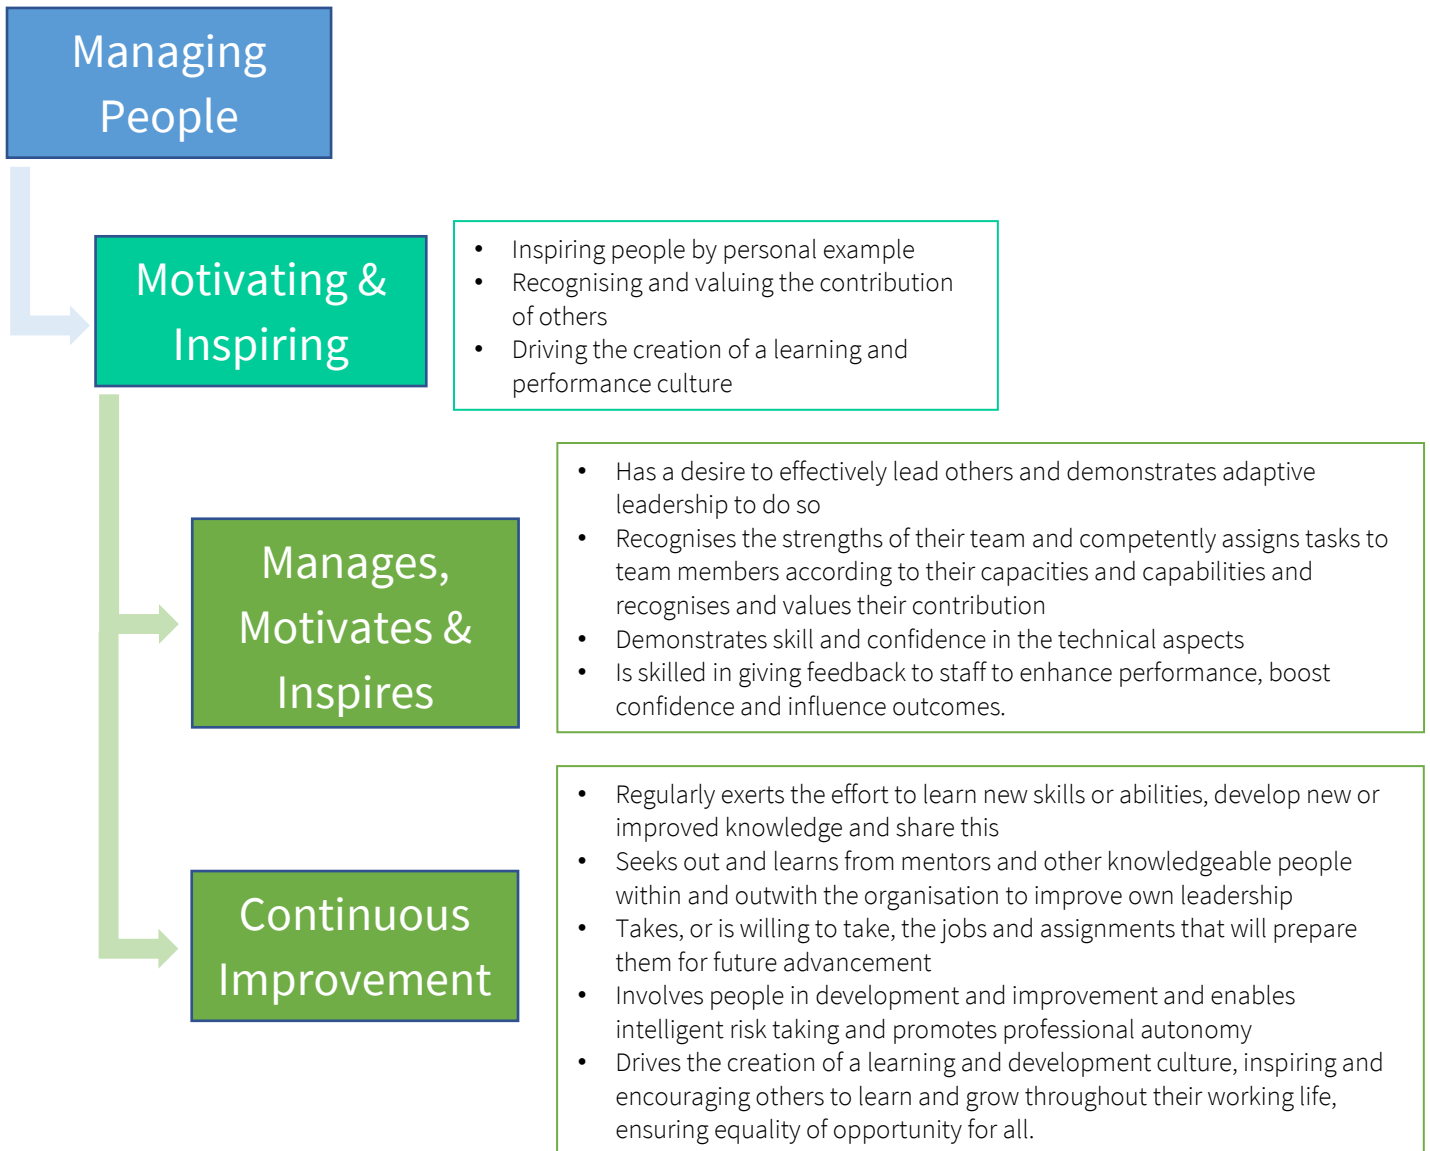 Managing
People
Motivating &
Inspiring
• Inspiring people by personal example
• Recognising and valuing the contribution
of others
• Driving the creation of a learning and
performance culture
Manages,
Motivates &
Inspires
• Has a desire to effectively lead others and demonstrates adaptive
leadership to do so
• Recognises the strengths of their team and competently assigns tasks to
team members according to their capacities and capabilities and
recognises and values their contribution
• Demonstrates skill and confidence in the technical aspects
• Is skilled in giving feedback to staff to enhance performance, boost
confidence and influence outcomes.
Continuous
Improvement
• Regularly exerts the effort to learn new skills or abilities, develop new or
improved knowledge and share this
• Seeks out and learns from mentors and other knowledgeable people
within and outwith the organisation to improve own leadership
• Takes, or is willing to take, the jobs and assignments that will prepare
them for future advancement
• Involves people in development and improvement and enables
intelligent risk taking and promotes professional autonomy
• Drives the creation of a learning and development culture, inspiring and
encouraging others to learn and grow throughout their working life,
ensuring equality of opportunity for all.